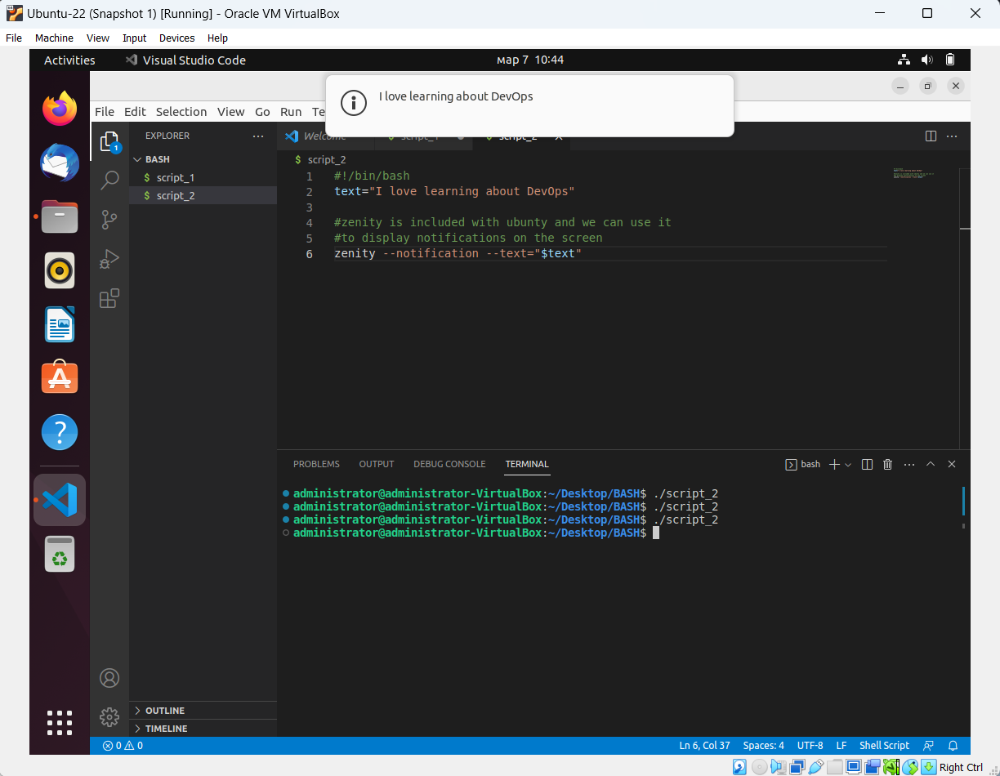 Ubuntu-22 (Snapshot 1) [Running] - Oracle VM VirtualBox
File Machine View Input Devices Help
Activities Visual Studio Code мар 7 10:44
I love learning about DevOps
File Edit Selection View Go Run Te
EXPLORER
Welcome script_1 script_2
BASH
script_1
script_2
$ script_2
1 #!/bin/bash
2 text="I love learning about DevOps"
3
4 #zenity is included with ubunty and we can use it
5 #to display notifications on the screen
6 zenity --notification --text="$text"
PROBLEMS OUTPUT DEBUG CONSOLE TERMINAL bash
administrator@administrator-VirtualBox:~/Desktop/BASH$ ./script_2
administrator@administrator-VirtualBox:~/Desktop/BASH$ ./script_2
administrator@administrator-VirtualBox:~/Desktop/BASH$ ./script_2
administrator@administrator-VirtualBox:~/Desktop/BASH$
OUTLINE
TIMELINE
0 0 Ln 6, Col 37 Spaces: 4 UTF-8 LF Shell Script
Right Ctrl